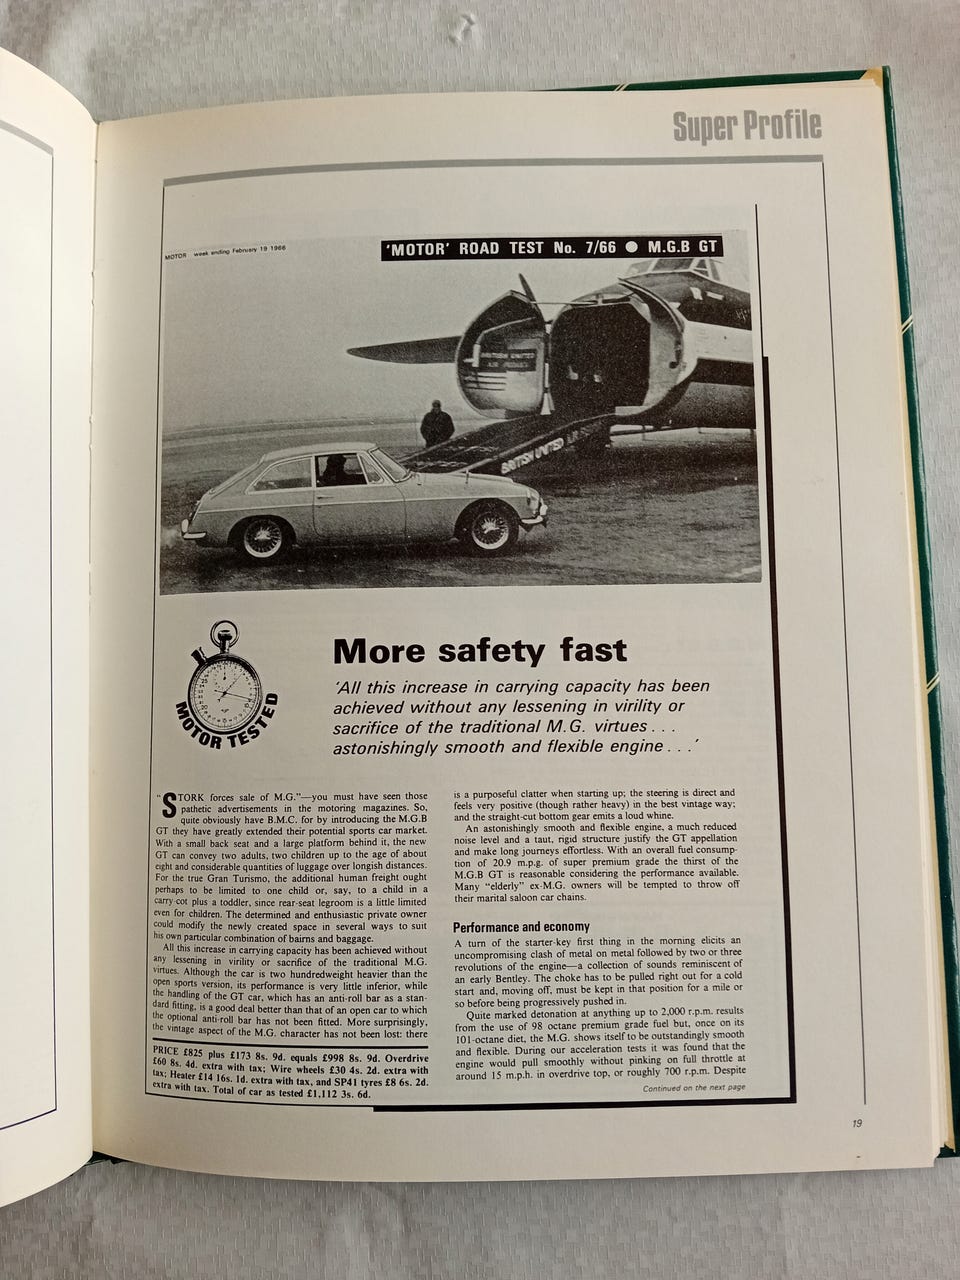 Super Profile
MOTOR week ending February 19 1966
'MOTOR' ROAD TEST No. 7/66 ● M.G.B GT
BRITISH UNITED
AIR FERRIES
BRITISH UNITED
MOTOR TESTED
More safety fast
'All this increase in carrying capacity has been
achieved without any lessening in virility or
sacrifice of the traditional M.G. virtues . . .
astonishingly smooth and flexible engine . . .'
"STORK forces sale of M.G."—you must have seen those
pathetic advertisements in the motoring magazines. So,
quite obviously have B.M.C. for by introducing the M.G.B
GT they have greatly extended their potential sports car market.
With a small back seat and a large platform behind it, the new
GT can convey two adults, two children up to the age of about
eight and considerable quantities of luggage over longish distances.
For the true Gran Turismo, the additional human freight ought
perhaps to be limited to one child or, say, to a child in a
carry-cot plus a toddler, since rear-seat legroom is a little limited
even for children. The determined and enthusiastic private owner
could modify the newly created space in several ways to suit
his own particular combination of bairns and baggage.
All this increase in carrying capacity has been achieved without
any lessening in virility or sacrifice of the traditional M.G.
virtues. Although the car is two hundredweight heavier than the
open sports version, its performance is very little inferior, while
the handling of the GT car, which has an anti-roll bar as a stan-
dard fitting, is a good deal better than that of an open car to which
the optional anti-roll bar has not been fitted. More surprisingly,
the vintage aspect of the M.G. character has not been lost: there
PRICE £825 plus £173 8s. 9d. equals £998 8s. 9d. Overdrive
£60 8s. 4d. extra with tax; Wire wheels £30 4s. 2d. extra with
tax; Heater £14 16s. 1d. extra with tax, and SP41 tyres £8 6s. 2d.
extra with tax. Total of car as tested £1,112 3s. 6d.
is a purposeful clatter when starting up; the steering is direct and
feels very positive (though rather heavy) in the best vintage way;
and the straight-cut bottom gear emits a loud whine.
An astonishingly smooth and flexible engine, a much reduced
noise level and a taut, rigid structure justify the GT appellation
and make long journeys effortless. With an overall fuel consump-
tion of 20.9 m.p.g. of super premium grade the thirst of the
M.G.B GT is reasonable considering the performance available.
Many "elderly" ex-M.G. owners will be tempted to throw off
their marital saloon car chains.
Performance and economy
A turn of the starter-key first thing in the morning elicits an
uncompromising clash of metal on metal followed by two or three
revolutions of the engine—a collection of sounds reminiscent of
an early Bentley. The choke has to be pulled right out for a cold
start and, moving off, must be kept in that position for a mile or
so before being progressively pushed in.
Quite marked detonation at anything up to 2,000 r.p.m. results
from the use of 98 octane premium grade fuel but, once on its
101-octane diet, the M.G. shows itself to be outstandingly smooth
and flexible. During our acceleration tests it was found that the
engine would pull smoothly without pinking on full throttle at
around 15 m.p.h. in overdrive top, or roughly 700 r.p.m. Despite
Continued on the next page
19